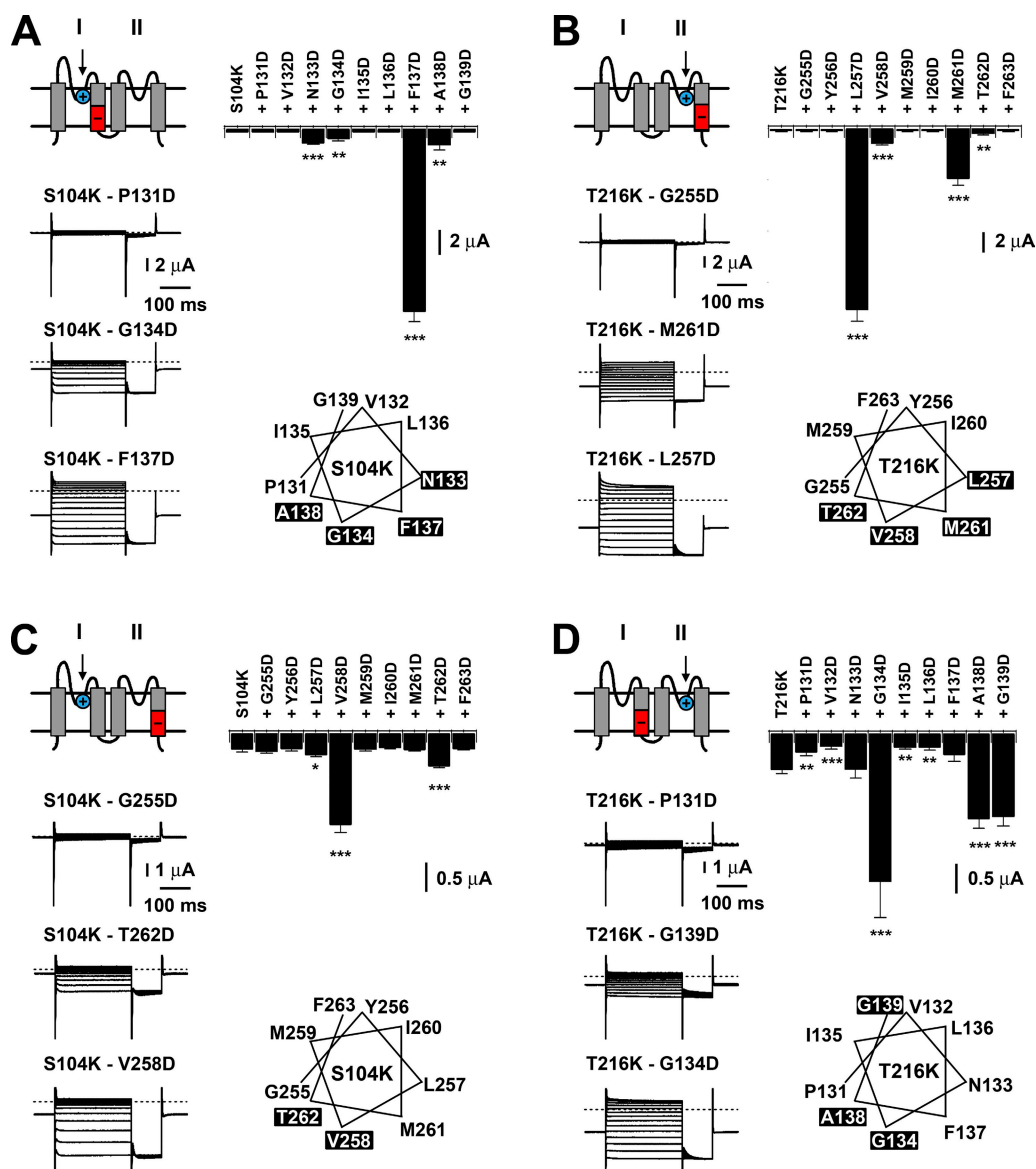 A
I II
S104K
+ P131D
+ V132D
+ N133D
+ G134D
+ I135D
+ L136D
+ F137D
+ A138D
+ G139D
+
-
*** ** *** **
S104K - P131D
2 μA
100 ms
2 μA
S104K - G134D
S104K - F137D
G139 V132
I135 L136
S104K
P131 N133
A138 F137
G134
B
I II
T216K
+ G255D
+ Y256D
+ L257D
+ V258D
+ M259D
+ I260D
+ M261D
+ T262D
+ F263D
+
-
*** *** *** **
T216K - G255D
2 μA
100 ms
2 μA
T216K - M261D
T216K - L257D
F263 Y256
M259 I260
T216K
G255 L257
T262 M261
V258
C
I II
S104K
+ G255D
+ Y256D
+ L257D
+ V258D
+ M259D
+ I260D
+ M261D
+ T262D
+ F263D
+
-
* *** ***
S104K - G255D
1 μA
100 ms
0.5 μA
S104K - T262D
S104K - V258D
F263 Y256
M259 I260
S104K
G255 L257
T262 M261
V258
D
I II
T216K
+ P131D
+ V132D
+ N133D
+ G134D
+ I135D
+ L136D
+ F137D
+ A138D
+ G139D
+
-
** *** *** ** ** *** ***
T216K - P131D
1 μA
100 ms
0.5 μA
T216K - G139D
T216K - G134D
G139 V132
I135 L136
T216K
P131 N133
A138 F137
G134